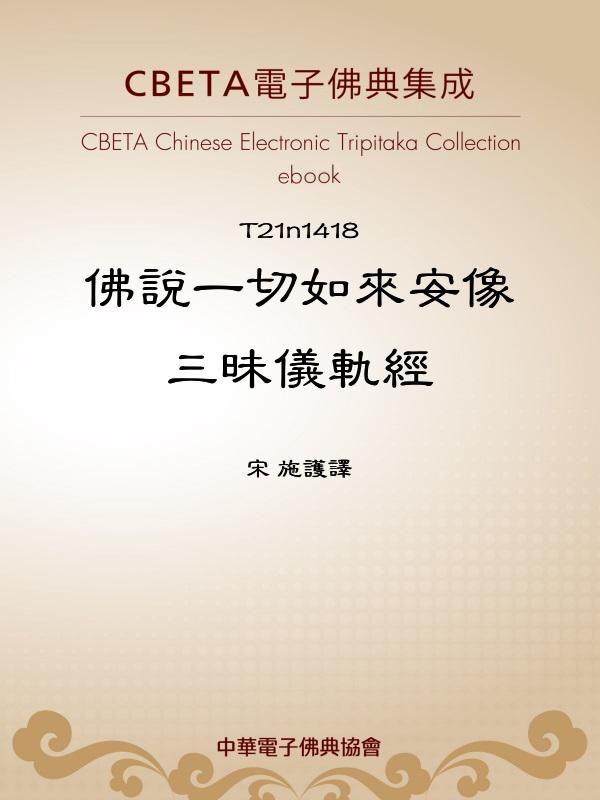 CBETA電子佛典集成
CBETA Chinese Electronic Tripitaka Collection
ebook
T21n1418
佛說一切如來安像
三昧儀軌經
宋 施護譯
中華電子佛典協會